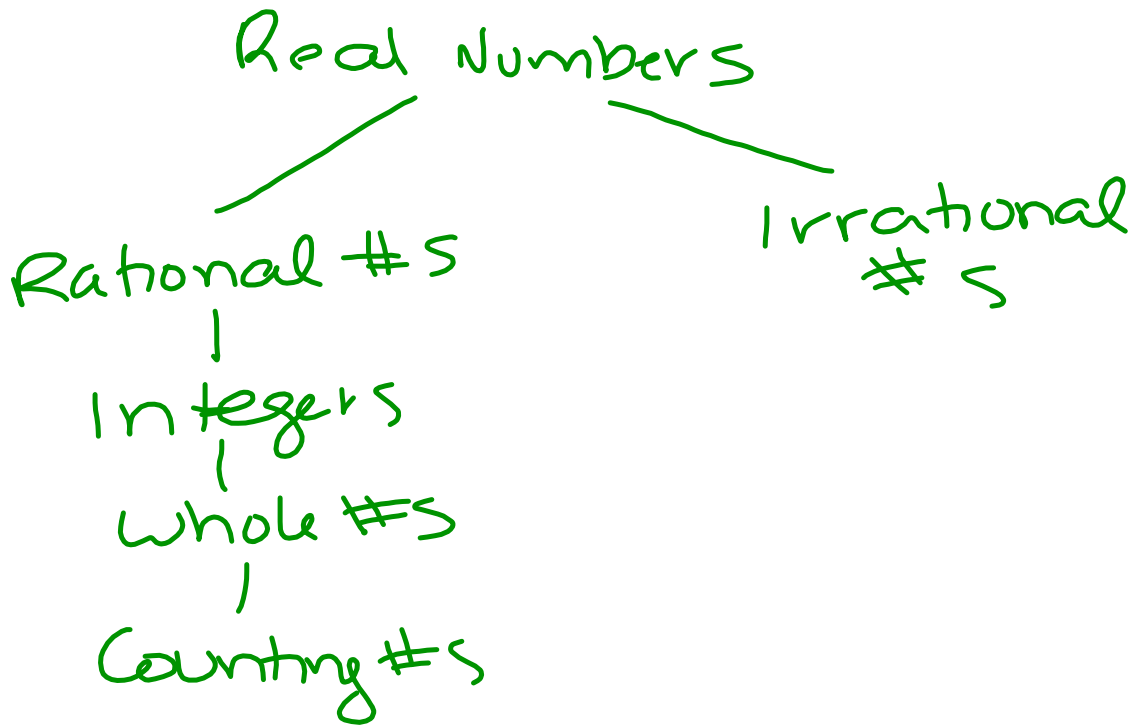 Real Numbers
Rational #s
Irrational
#s
Integers
Whole #s
Counting #s